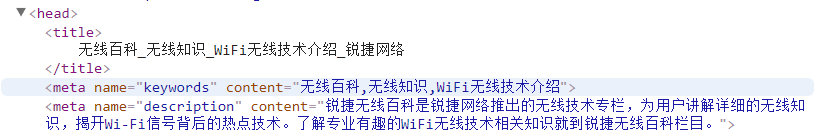 ▼<head>
<title>
无线百科_无线知识_WiFi无线技术介绍_锐捷网络
</title>
<meta name="keywords" content="无线百科,无线知识,WiFi无线技术介绍">
<meta name="description" content="锐捷无线百科是锐捷网络推出的无线技术专栏，为用户讲解详细的无线知
识，揭开Wi-Fi信号背后的热点技术。了解专业有趣的WiFi无线技术相关知识就到锐捷无线百科栏目。">